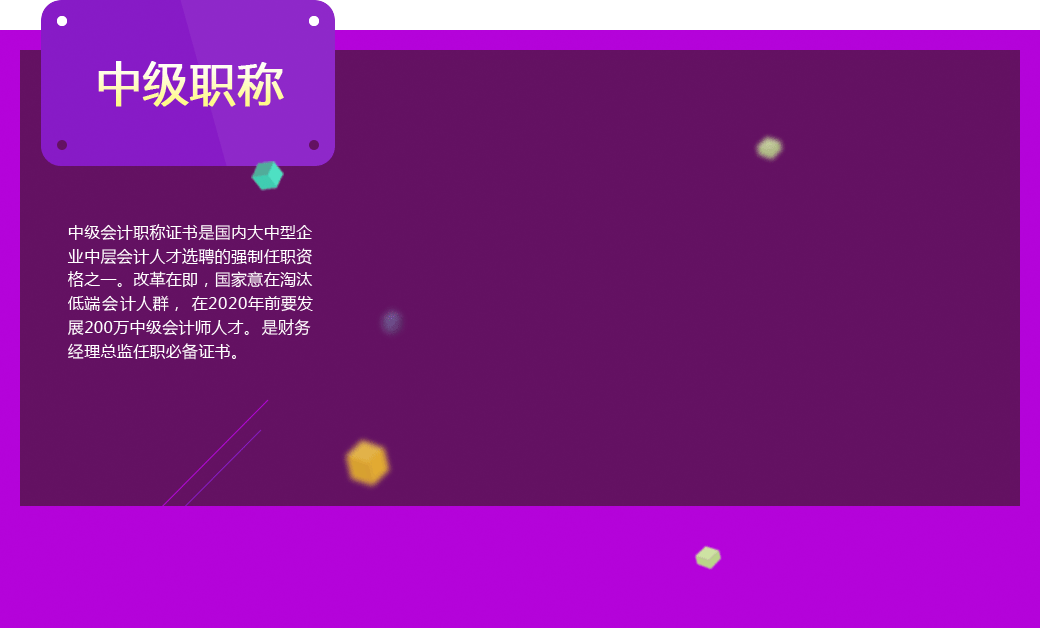 中级职称
中级会计职称证书是国内大中型企
业中层会计人才选聘的强制任职资
格之一。改革在即，国家意在淘汰
低端会计人群， 在2020年前要发
展200万中级会计师人才。 是财务
经理总监任职必备证书。